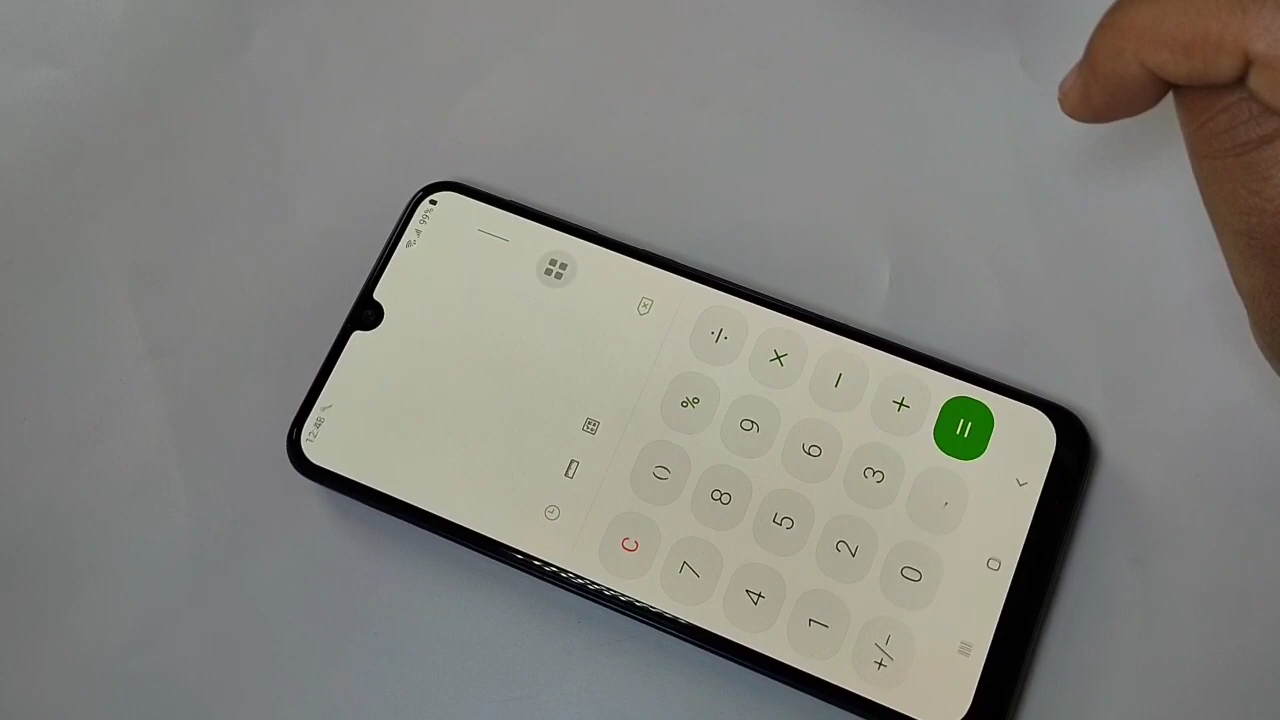 12:48 99%
C () % ÷
7 8 9 ×
4 5 6 −
1 2 3 +
+/− 0 . =